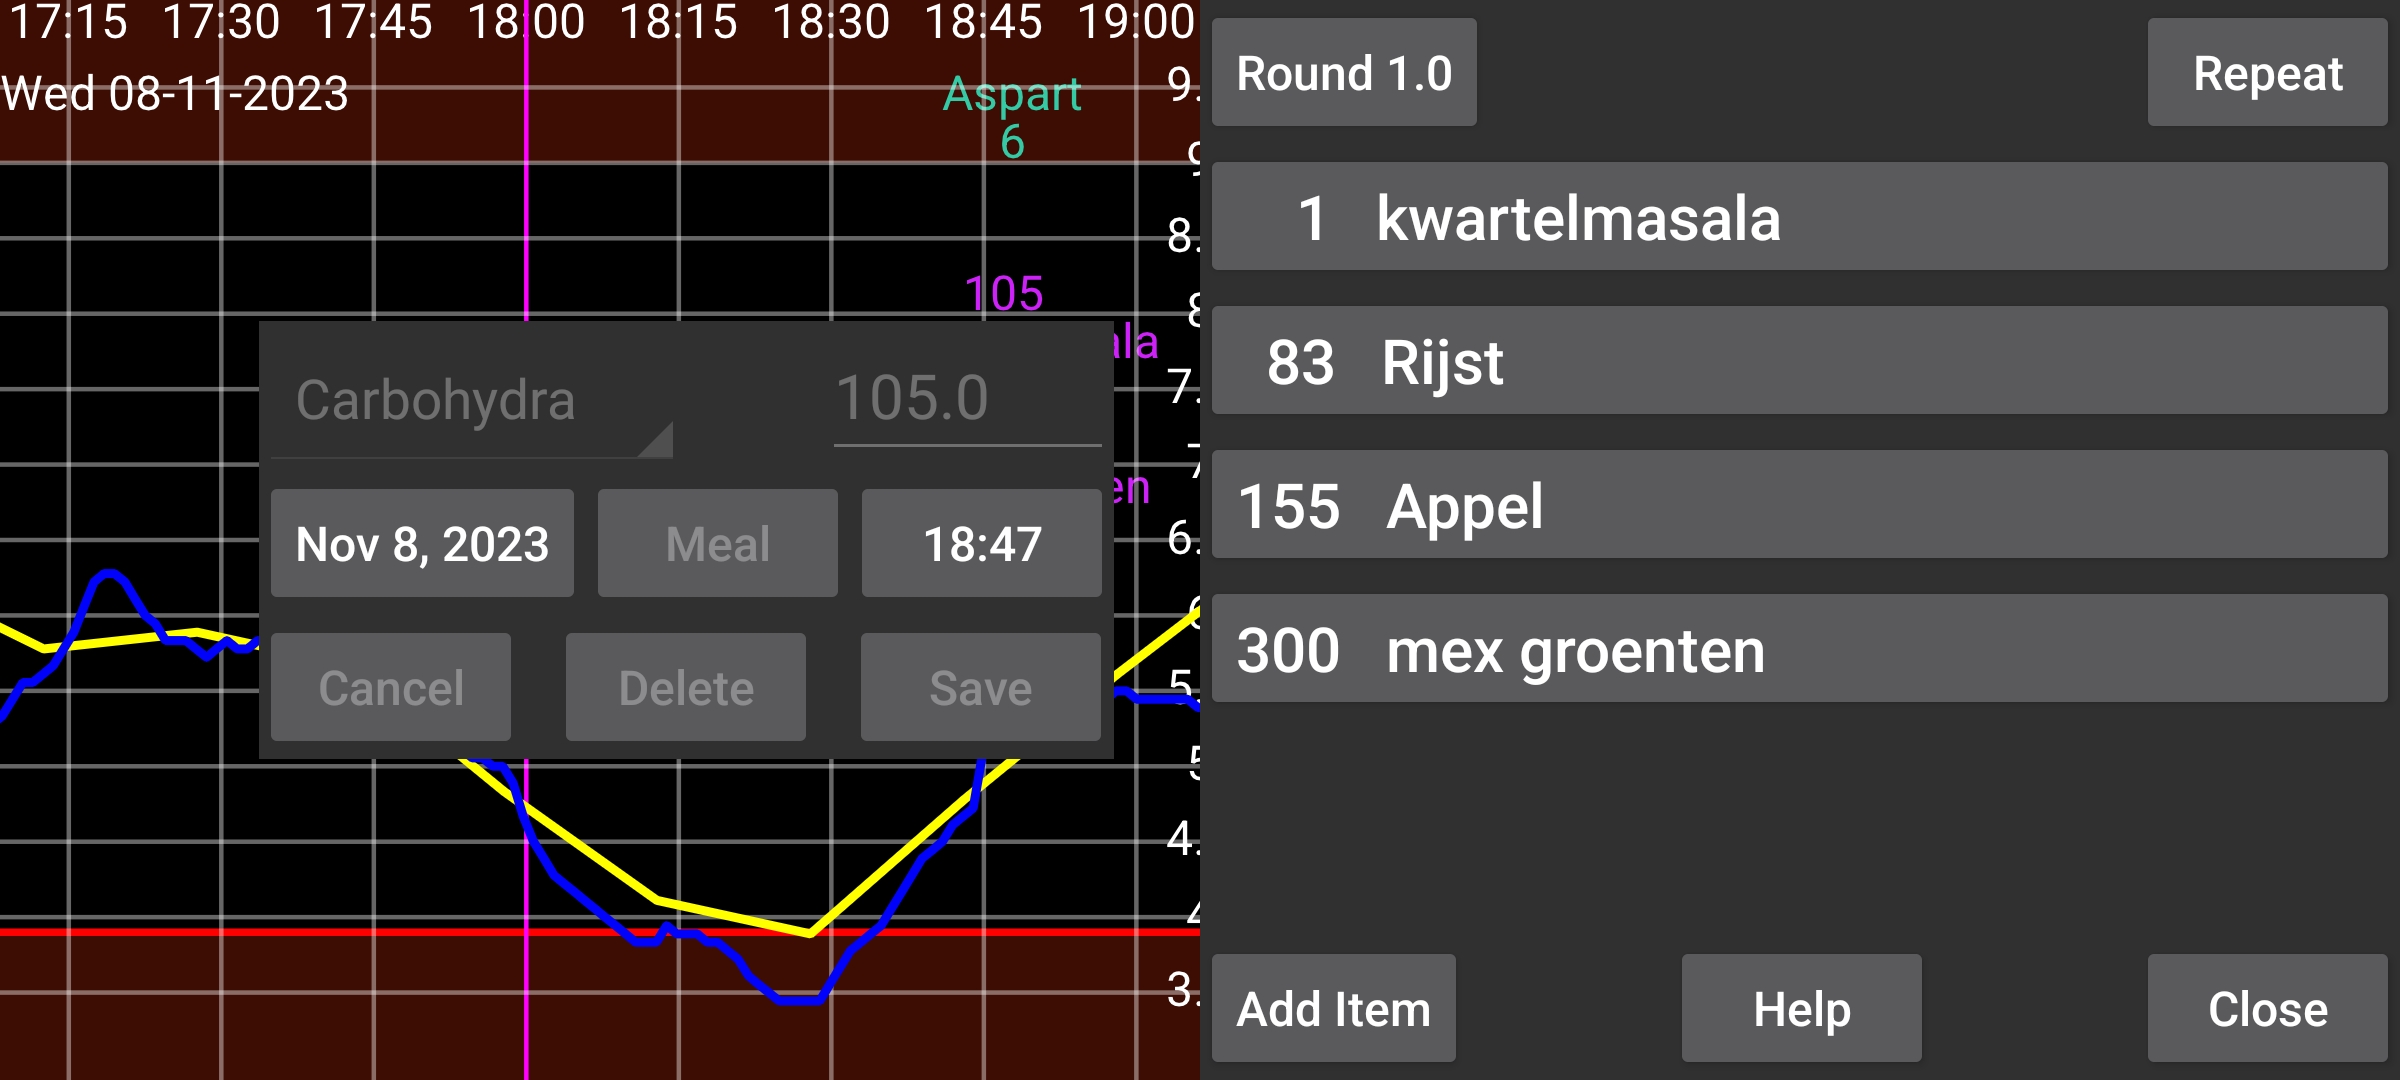 17:15 17:30 17:45 18:00 18:15 18:30 18:45 19:00
Wed 08-11-2023
Aspart
6
9.
9
8.
8
7.
7
6.
6
5.
5
4.
4
3.
105
ala
en
Carbohydra 105.0
Nov 8, 2023 Meal 18:47
Cancel Delete Save
Round 1.0 Repeat
1 kwartelmasala
83 Rijst
155 Appel
300 mex groenten
Add Item Help Close